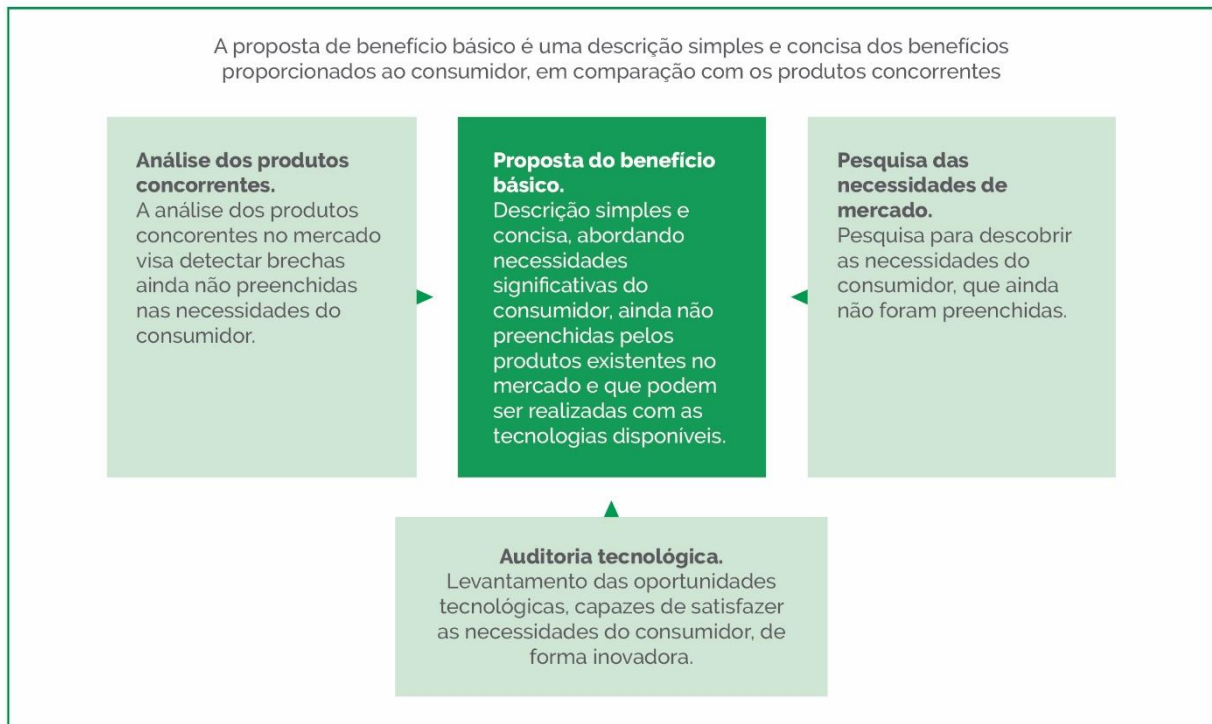 A proposta de benefício básico é uma descrição simples e concisa dos benefícios
proporcionados ao consumidor, em comparação com os produtos concorrentes
Análise dos produtos
concorrentes.
A análise dos produtos
concorentes no mercado
visa detectar brechas
ainda não preenchidas
nas necessidades do
consumidor.
Proposta do benefício
básico.
Descrição simples e
concisa, abordando
necessidades
significativas do
consumidor, ainda não
preenchidas pelos
produtos existentes no
mercado e que podem
ser realizadas com as
tecnologias disponíveis.
Pesquisa das
necessidades de
mercado.
Pesquisa para descobrir
as necessidades do
consumidor, que ainda
não foram preenchidas.
Auditoria tecnológica.
Levantamento das oportunidades
tecnológicas, capazes de satisfazer
as necessidades do consumidor, de
forma inovadora.